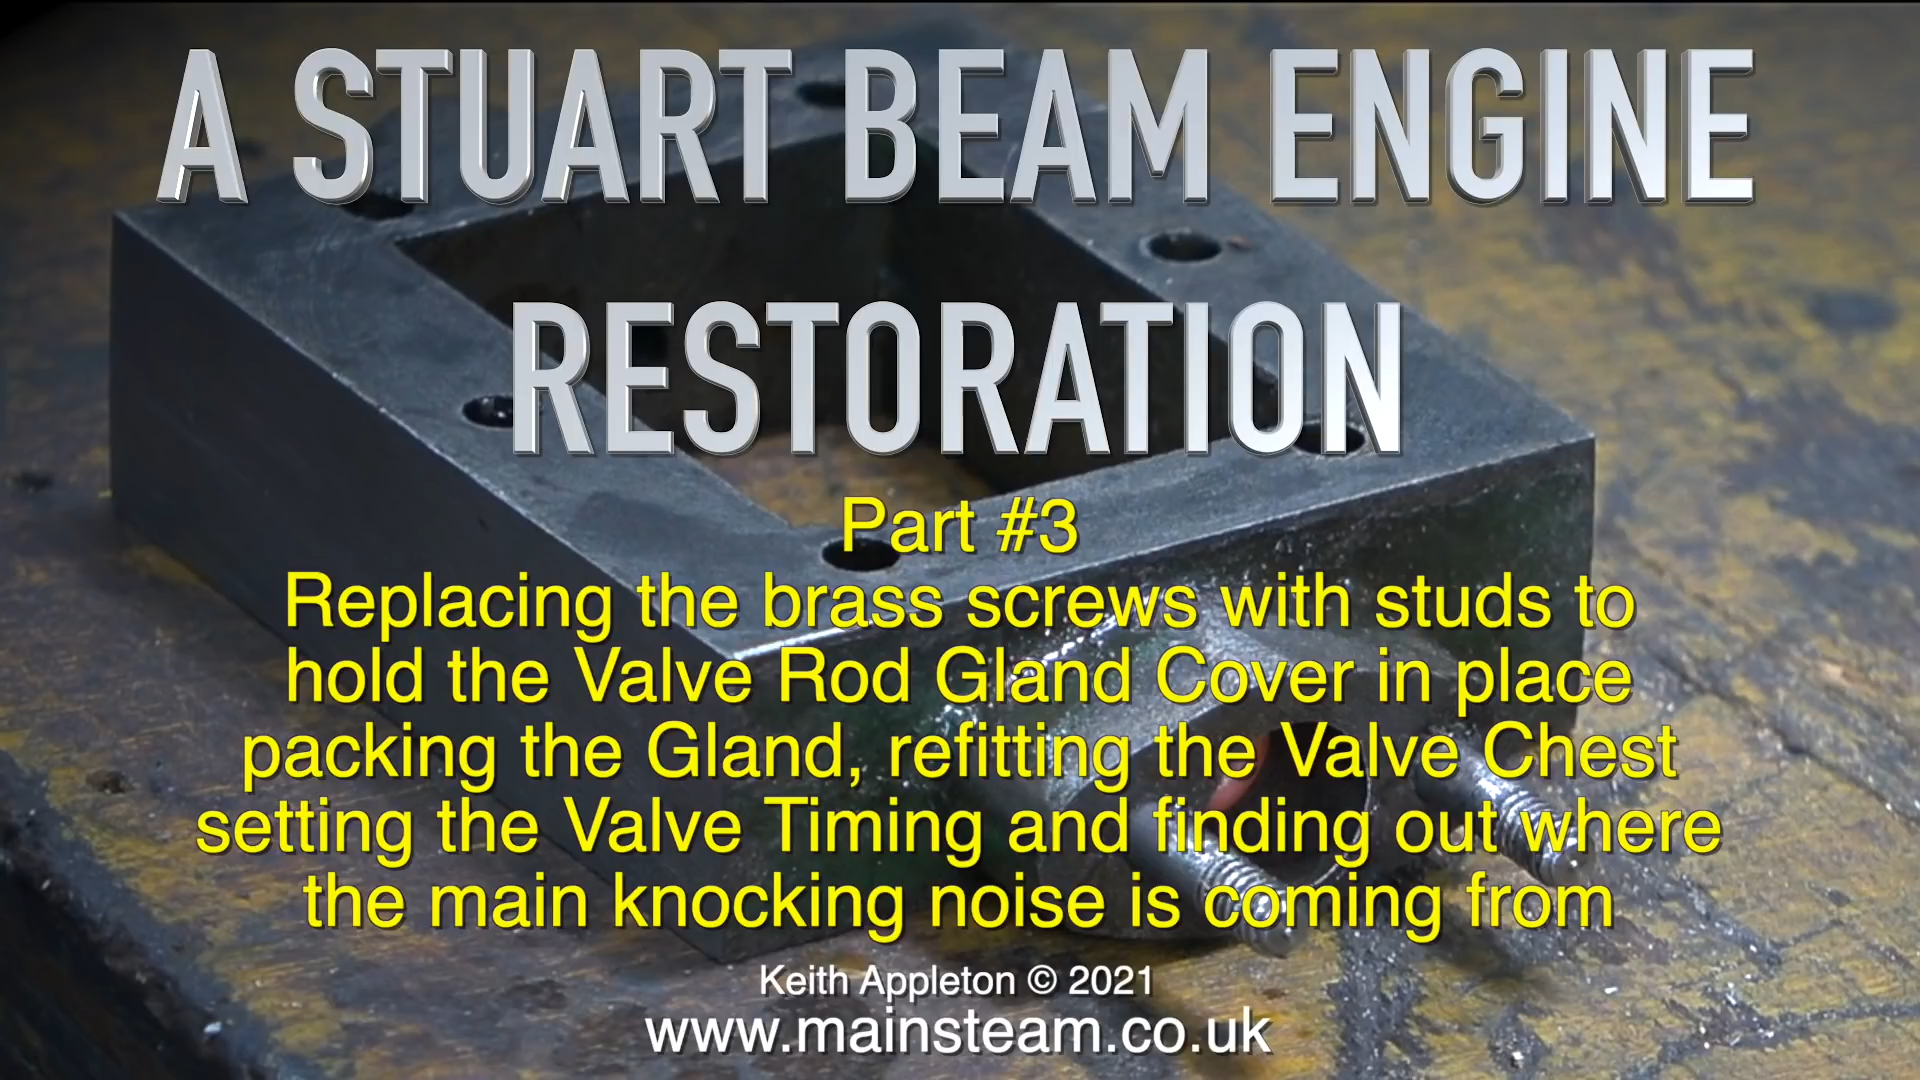 A STUART BEAM ENGINE
RESTORATION
Part #3
Replacing the brass screws with studs to
hold the Valve Rod Gland Cover in place
packing the Gland, refitting the Valve Chest
setting the Valve Timing and finding out where
the main knocking noise is coming from
Keith Appleton © 2021
www.mainsteam.co.uk